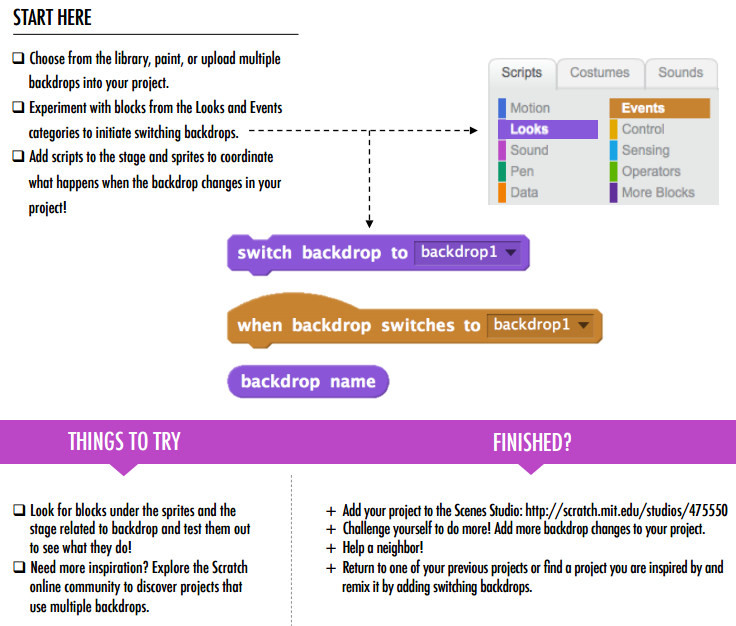 START HERE
❑ Choose from the library, paint, or upload multiple
backdrops into your project.
❑ Experiment with blocks from the Looks and Events
categories to initiate switching backdrops.
❑ Add scripts to the stage and sprites to coordinate
what happens when the backdrop changes in your
project!
Scripts Costumes Sounds
Motion Events
Looks Control
Sound Sensing
Pen Operators
Data More Blocks
switch backdrop to backdrop1
when backdrop switches to backdrop1
backdrop name
THINGS TO TRY
❑ Look for blocks under the sprites and the
stage related to backdrop and test them out
to see what they do!
❑ Need more inspiration? Explore the Scratch
online community to discover projects that
use multiple backdrops.
FINISHED?
+ Add your project to the Scenes Studio: http://scratch.mit.edu/studios/475550
+ Challenge yourself to do more! Add more backdrop changes to your project.
+ Help a neighbor!
+ Return to one of your previous projects or find a project you are inspired by and
remix it by adding switching backdrops.